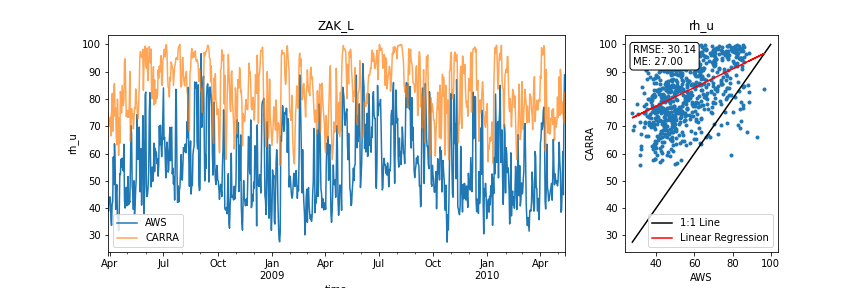 ZAK_L
rh_u
100
90
80
70
60
50
40
30
rh_u
AWS
CARRA
Apr
Jul
Oct
Jan
2009
Apr
Jul
Oct
Jan
2010
Apr
time
100
90
80
70
60
50
40
30
CARRA
RMSE: 30.14
ME: 27.00
1:1 Line
Linear Regression
40
60
80
100
AWS